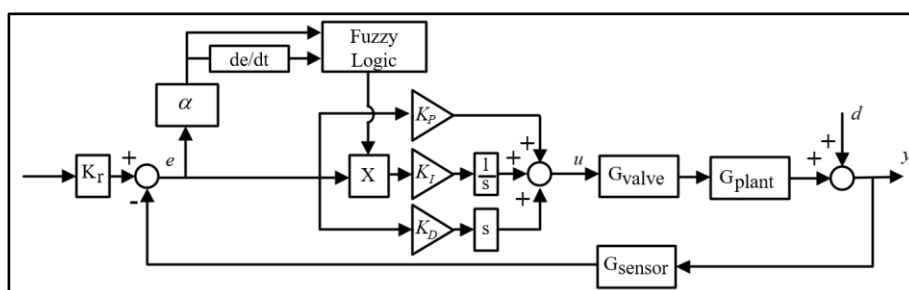 Fuzzy
Logic
de/dt
α
d
K_P
K_r
+
e
-
X
K_I
1/s
+
+
+
u
G_valve
G_plant
+
+
y
K_D
s
G_sensor